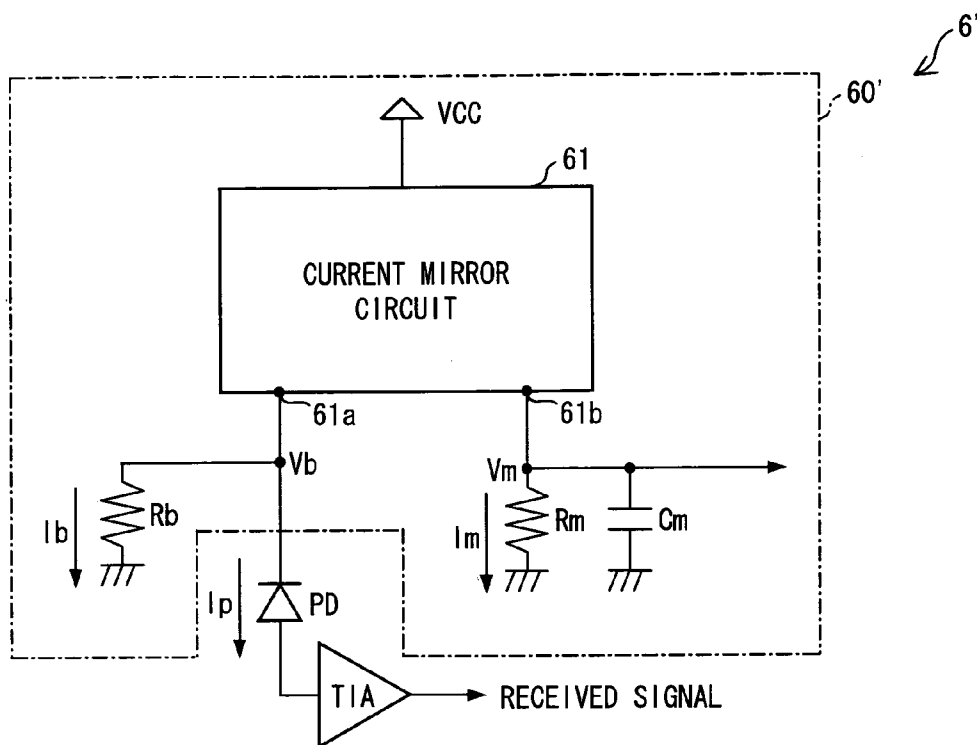 6'
60'
VCC
61
CURRENT MIRROR
CIRCUIT
61a
61b
Vb
Vm
Ib
Rb
Im
Rm
Cm
Ip
PD
TIA
RECEIVED SIGNAL